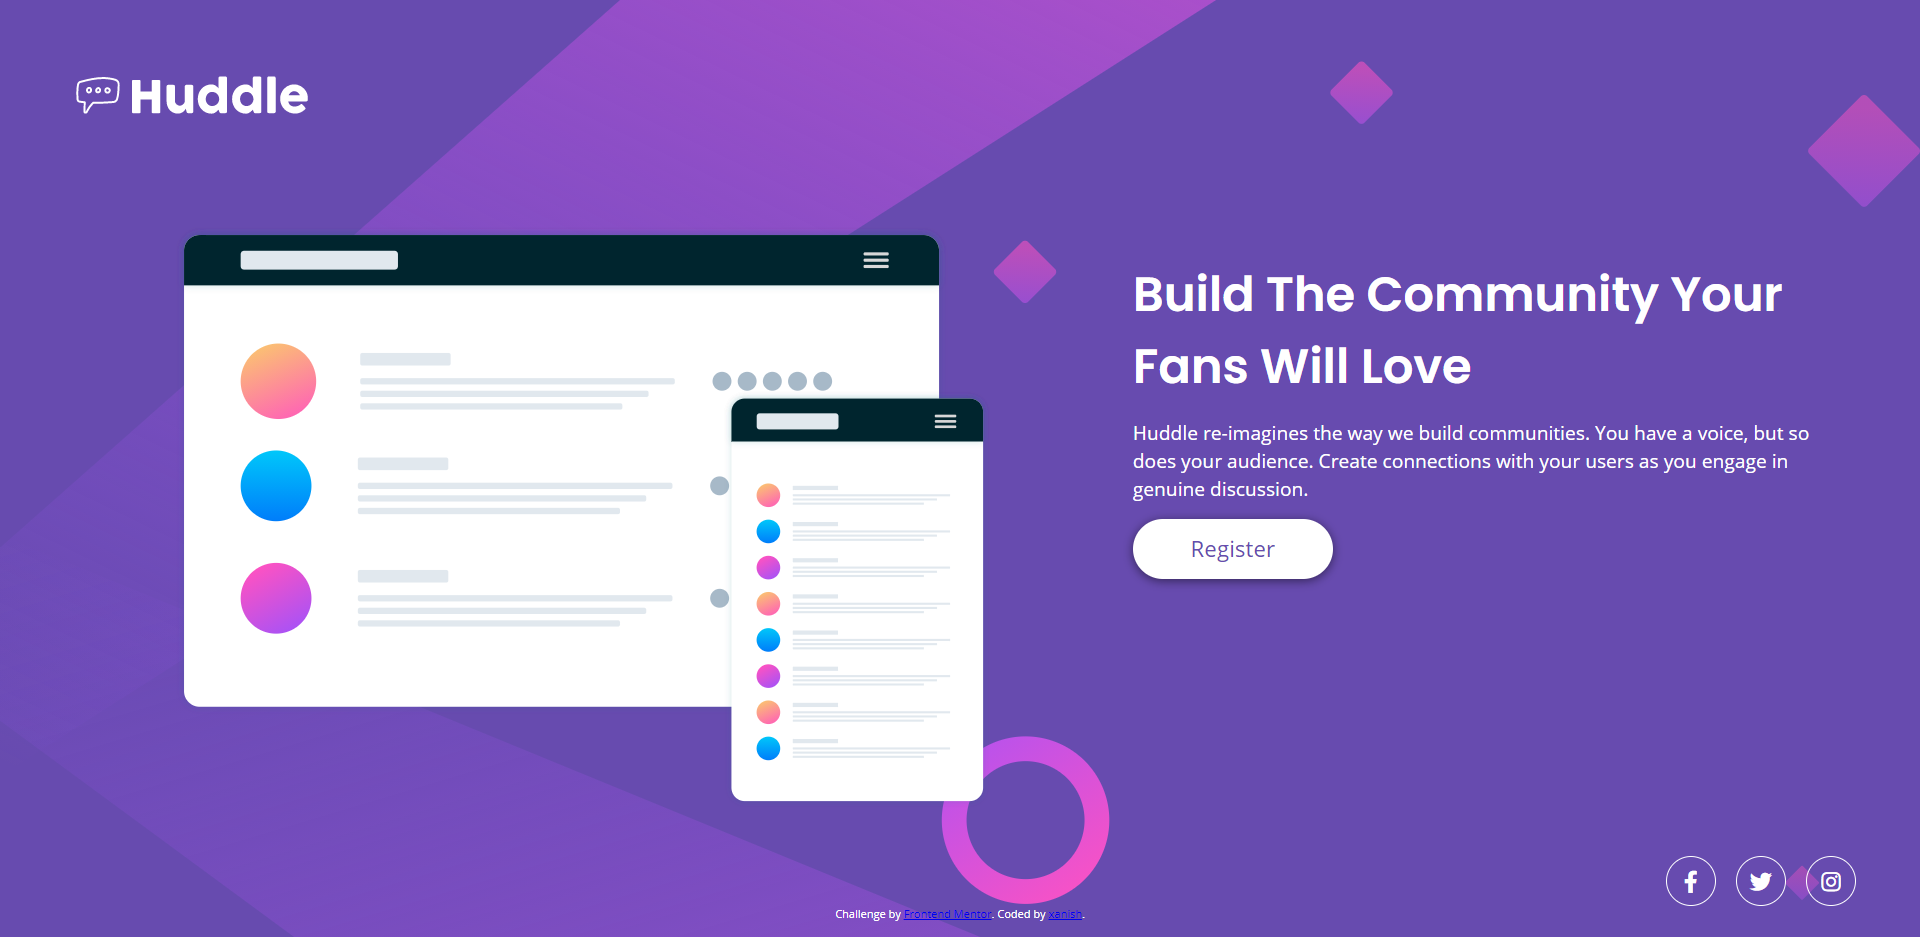 Huddle
Build The Community Your
Fans Will Love
Huddle re-imagines the way we build communities. You have a voice, but so
does your audience. Create connections with your users as you engage in
genuine discussion.
Register
Challenge by Frontend Mentor. Coded by xanish.